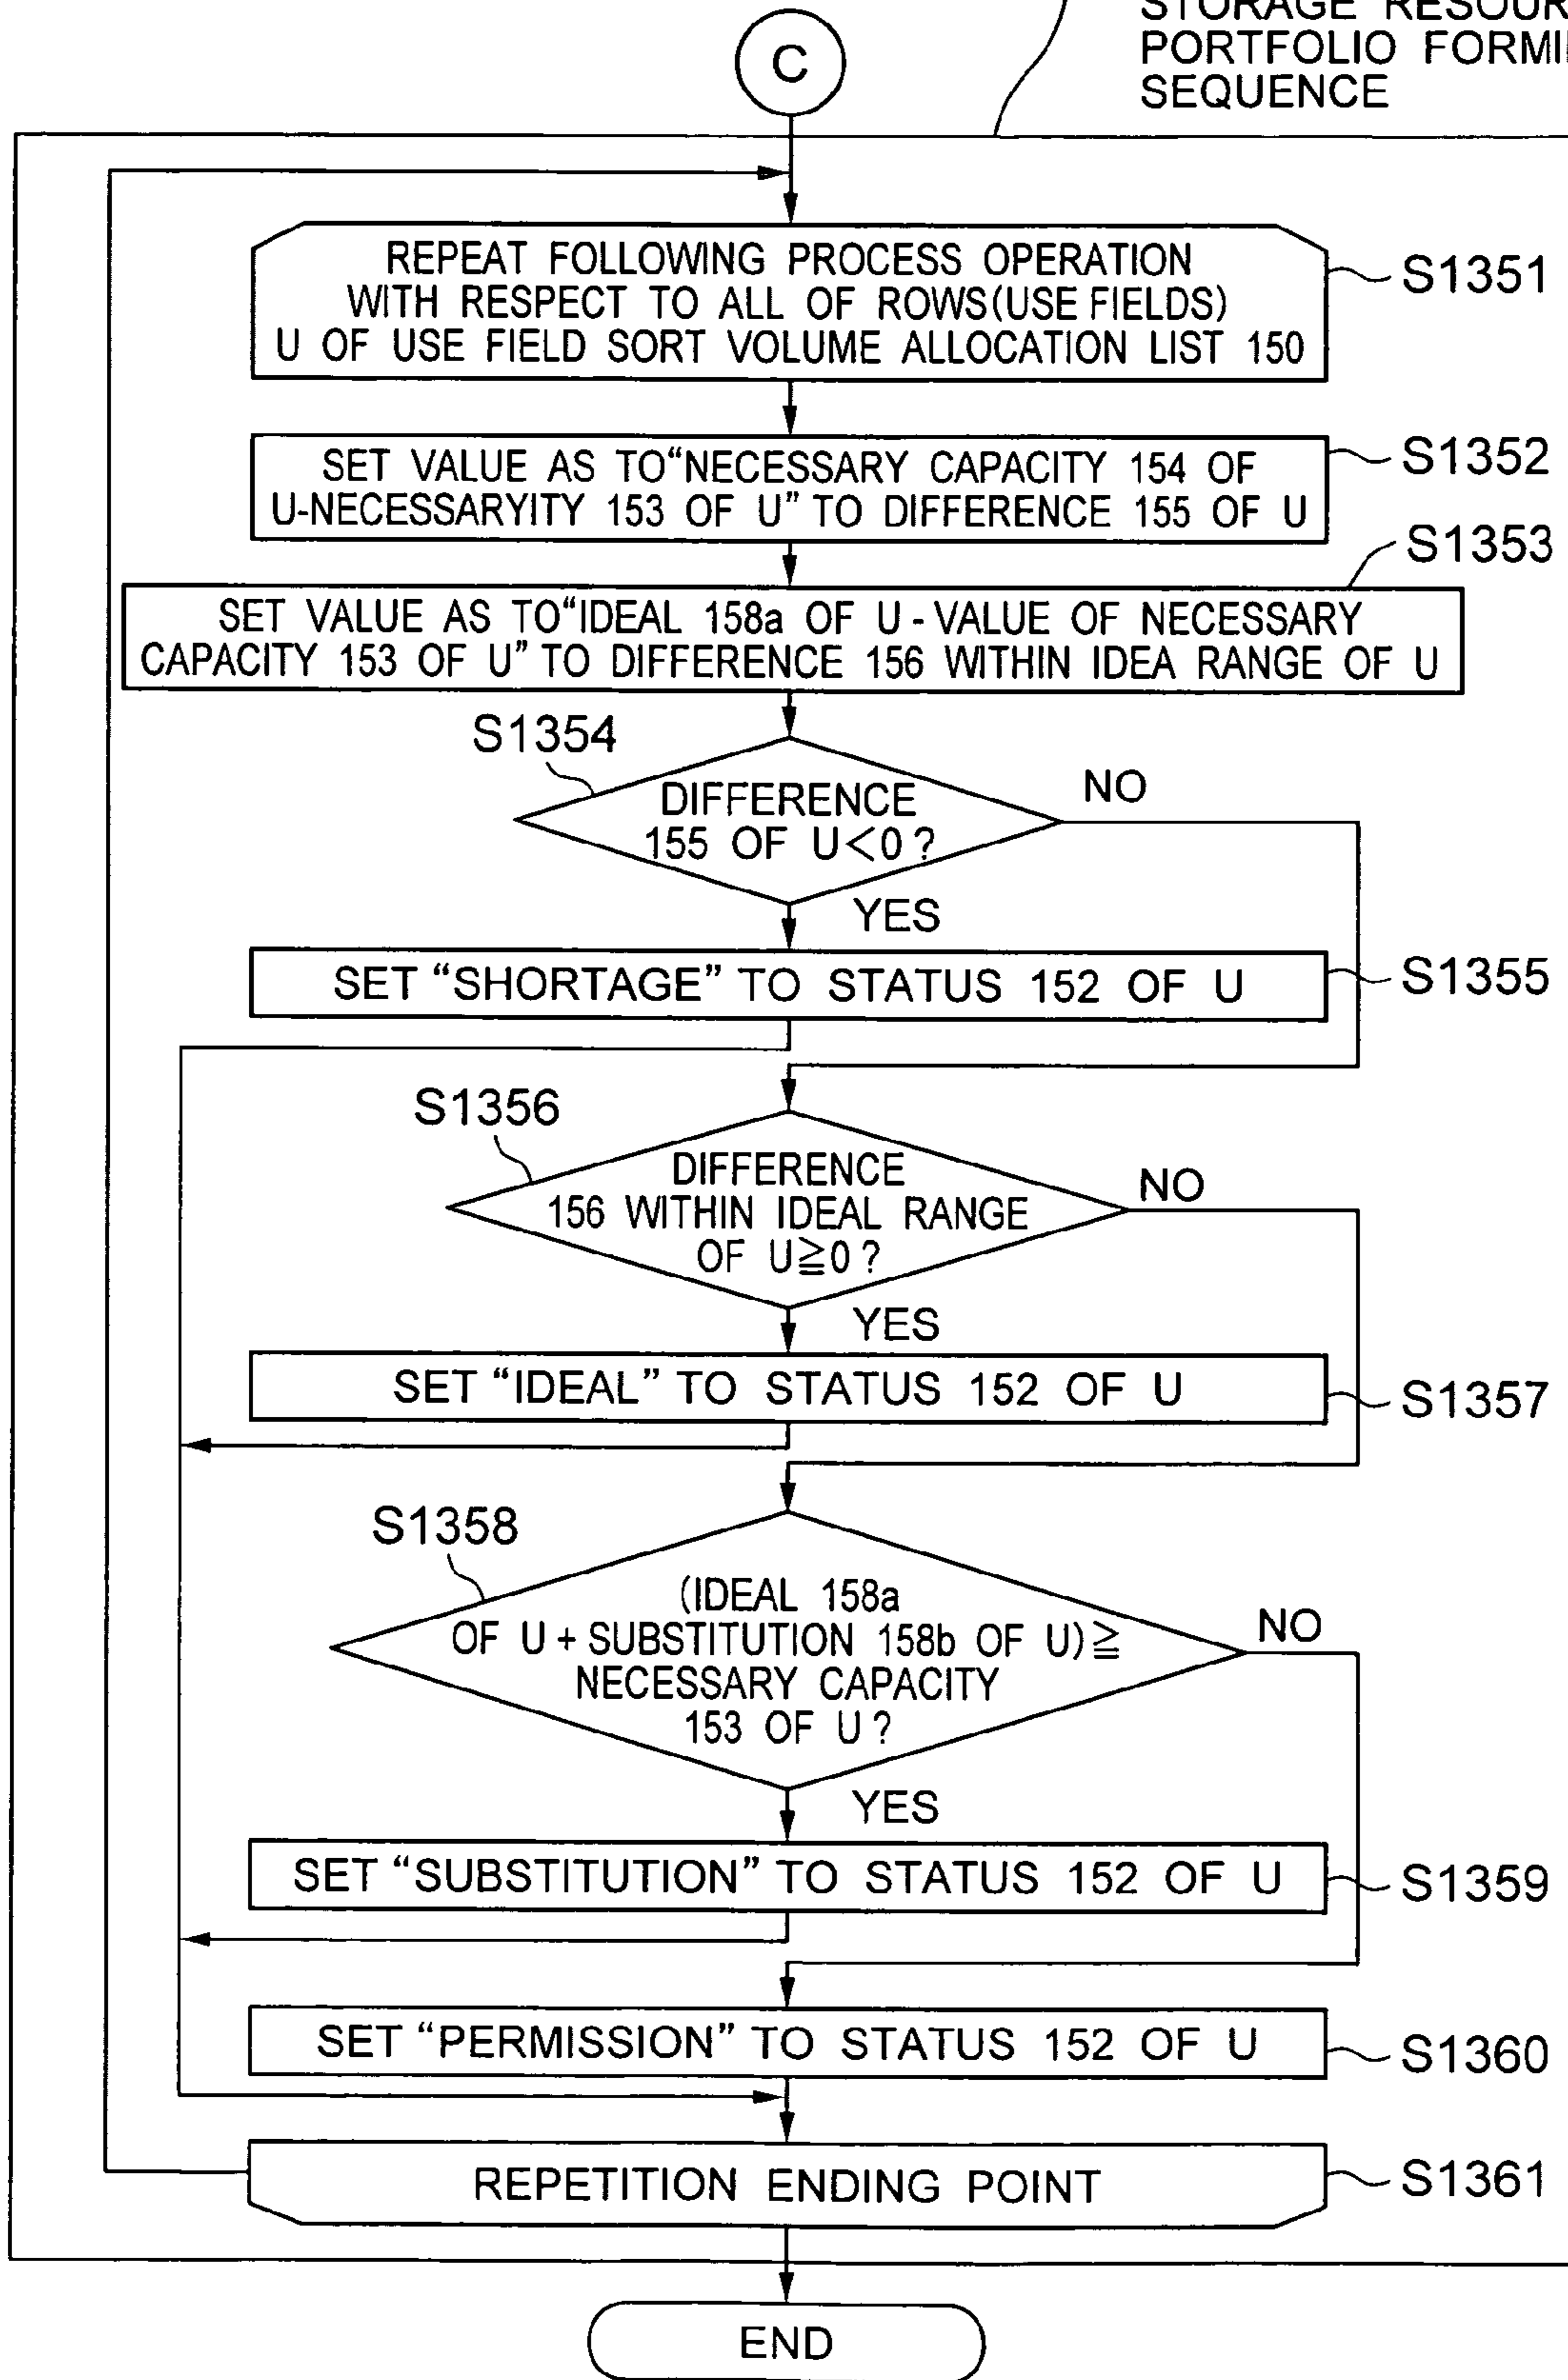 C
PORTFOLIO
SEQUENCE
REPEAT FOLLOWING PROCESS OPERATION
WITH RESPECT TO ALL OF ROWS(USE FIELDS)
U OF USE FIELD SORT VOLUME ALLOCATION LIST 150
S1351
SET VALUE AS TO“NECESSARY CAPACITY 154 OF
U-NECESSARYITY 153 OF U” TO DIFFERENCE 155 OF U
S1352
S1353
SET VALUE AS TO“IDEAL 158a OF U - VALUE OF NECESSARY
CAPACITY 153 OF U” TO DIFFERENCE 156 WITHIN IDEA RANGE OF U
S1354
DIFFERENCE
155 OF U<0?
NO
YES
SET “SHORTAGE” TO STATUS 152 OF U
S1355
S1356
DIFFERENCE
156 WITHIN IDEAL RANGE
OF U≧0?
NO
YES
SET “IDEAL” TO STATUS 152 OF U
S1357
S1358
(IDEAL 158a
OF U + SUBSTITUTION 158b OF U)≧
NECESSARY CAPACITY
153 OF U?
NO
YES
SET “SUBSTITUTION” TO STATUS 152 OF U
S1359
SET “PERMISSION” TO STATUS 152 OF U
S1360
REPETITION ENDING POINT
S1361
END